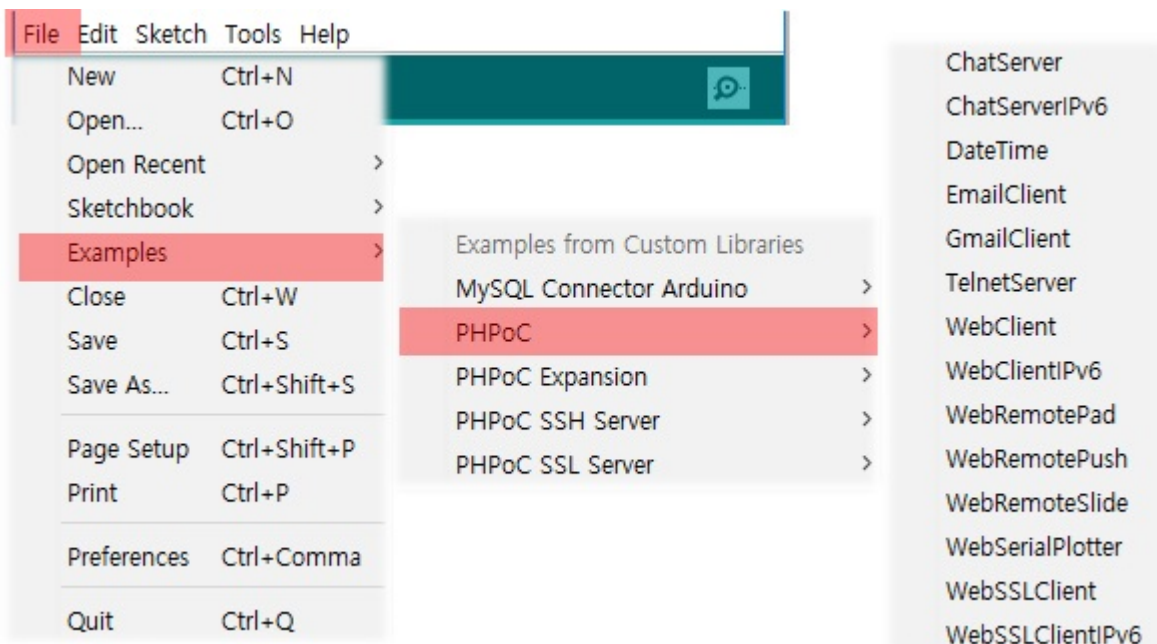 File Edit Sketch Tools Help
New Ctrl+N
Open... Ctrl+O
Open Recent
Sketchbook
Examples
Close Ctrl+W
Save Ctrl+S
Save As... Ctrl+Shift+S
Page Setup Ctrl+Shift+P
Print Ctrl+P
Preferences Ctrl+Comma
Quit Ctrl+Q
Examples from Custom Libraries
MySQL Connector Arduino
PHPoC
PHPoC Expansion
PHPoC SSH Server
PHPoC SSL Server
ChatServer
ChatServerIPv6
DateTime
EmailClient
GmailClient
TelnetServer
WebClient
WebClientIPv6
WebRemotePad
WebRemotePush
WebRemoteSlide
WebSerialPlotter
WebSSLClient
WebSSLClientIPv6